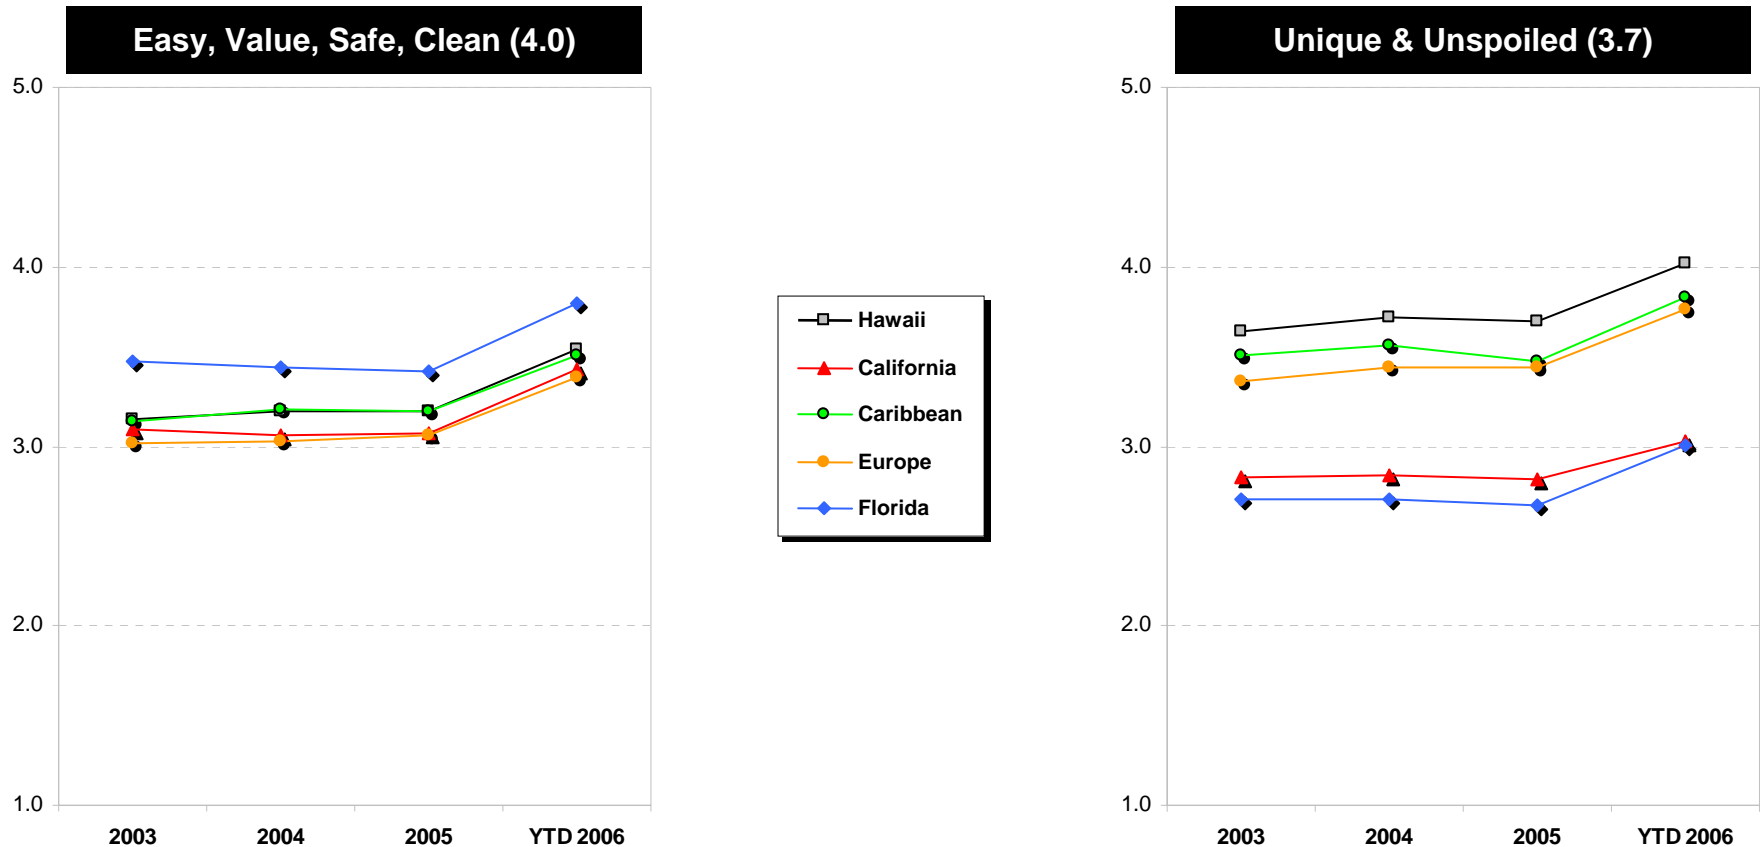 Easy, Value, Safe, Clean (4.0)
5.0
4.0
3.0
2.0
1.0
2003 2004 2005 YTD 2006
Hawaii
California
Caribbean
Europe
Florida
Unique & Unspoiled (3.7)
5.0
4.0
3.0
2.0
1.0
2003 2004 2005 YTD 2006